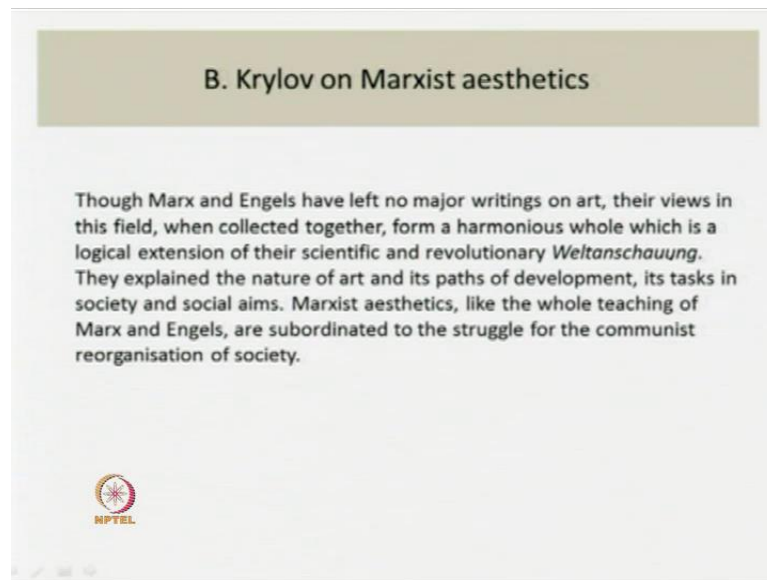 B. Krylov on Marxist aesthetics
Though Marx and Engels have left no major writings on art, their views in
this field, when collected together, form a harmonious whole which is a
logical extension of their scientific and revolutionary Weltanschauung.
They explained the nature of art and its paths of development, its tasks in
society and social aims. Marxist aesthetics, like the whole teaching of
Marx and Engels, are subordinated to the struggle for the communist
reorganisation of society.
NPTEL